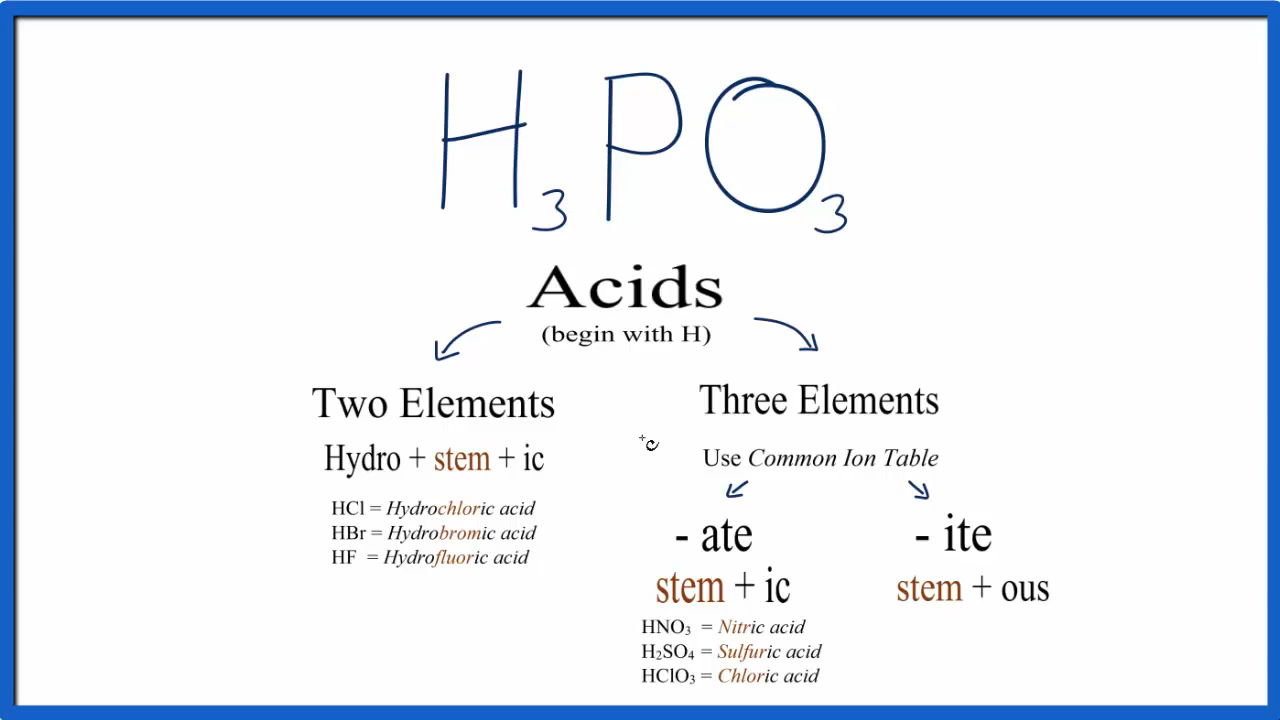 H₃PO₃
Acids
(begin with H)
Two Elements
Hydro + stem + ic
HCl = Hydrochloric acid
HBr = Hydrobromic acid
HF = Hydrofluoric acid
Three Elements
Use Common Ion Table
- ate
stem + ic
HNO₃ = Nitric acid
H₂SO₄ = Sulfuric acid
HClO₃ = Chloric acid
- ite
stem + ous